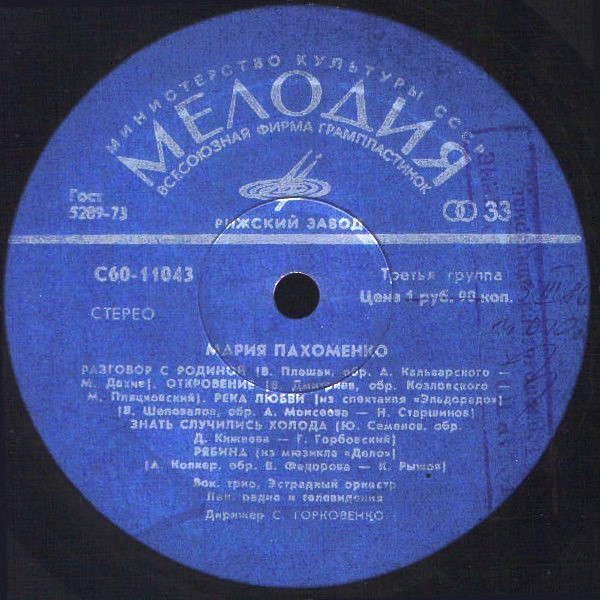 МИНИСТЕРСТВО КУЛЬТУРЫ СССР
МЕЛОДИЯ
ВСЕСОЮЗНАЯ ФИРМА ГРАМПЛАСТИНОК
Гост
5289-73
33
РИЖСКИЙ ЗАВОД
С60-11043
Третья группа
Цена 1 руб. 90 коп.
СТЕРЕО
МАРИЯ ПАХОМЕНКО
РАЗГОВОР С РОДИНОЙ (В. Плешак, обр. А. Кальварского —
М. Дахие). ОТКРОВЕНИЕ (В. Дмитриев, обр. Козловского —
М. Пляцковский). РЕКА ЛЮБВИ (из спектакля «Эльдорадо»)
(В. Шеповалов, обр. А. Моисеева — Н. Старшинов)
ЗНАТЬ СЛУЧИЛИСЬ ХОЛОДА (Ю. Семенов, обр.
Д. Кижаева — Г. Горбовский)
РЯБИНА (из мюзикла «Дело»)
(А. Колкер, обр. В. Федорова — К. Рыжов)
Вок. трио, Эстрадный оркестр
Лен. радио и телевидения
Дирижер С. ГОРКОВЕНКО